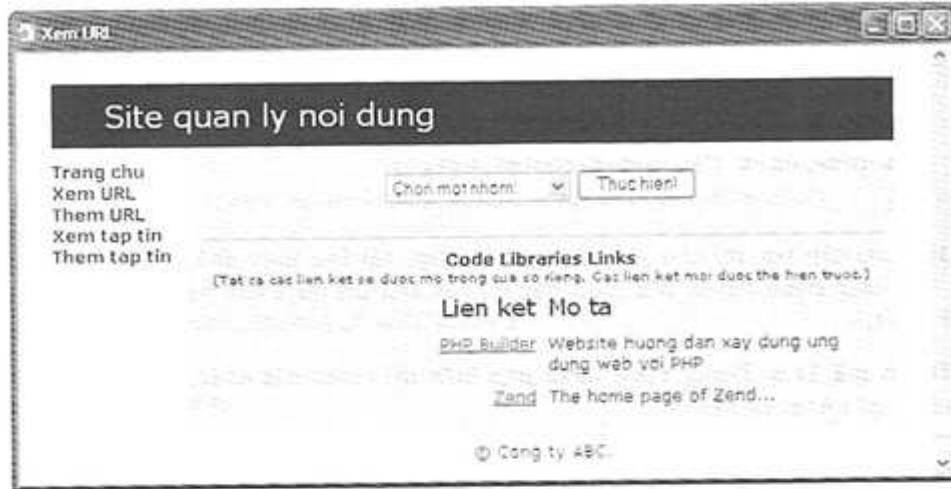 Xem URL
Site quan ly noi dung
Trang chu
Xem URL
Them URL
Xem tap tin
Them tap tin
Chon mot nhom: Thuc hien!
Code Libraries Links
(Tat ca cac lien ket se duoc mo trong cua so rieng. Cac lien ket moi duoc the hien truoc.)
Lien ket Mo ta
PHP Builder Website huong dan xay dung ung
dung web voi PHP
Zend The home page of Zend...
© Cong ty ABC.